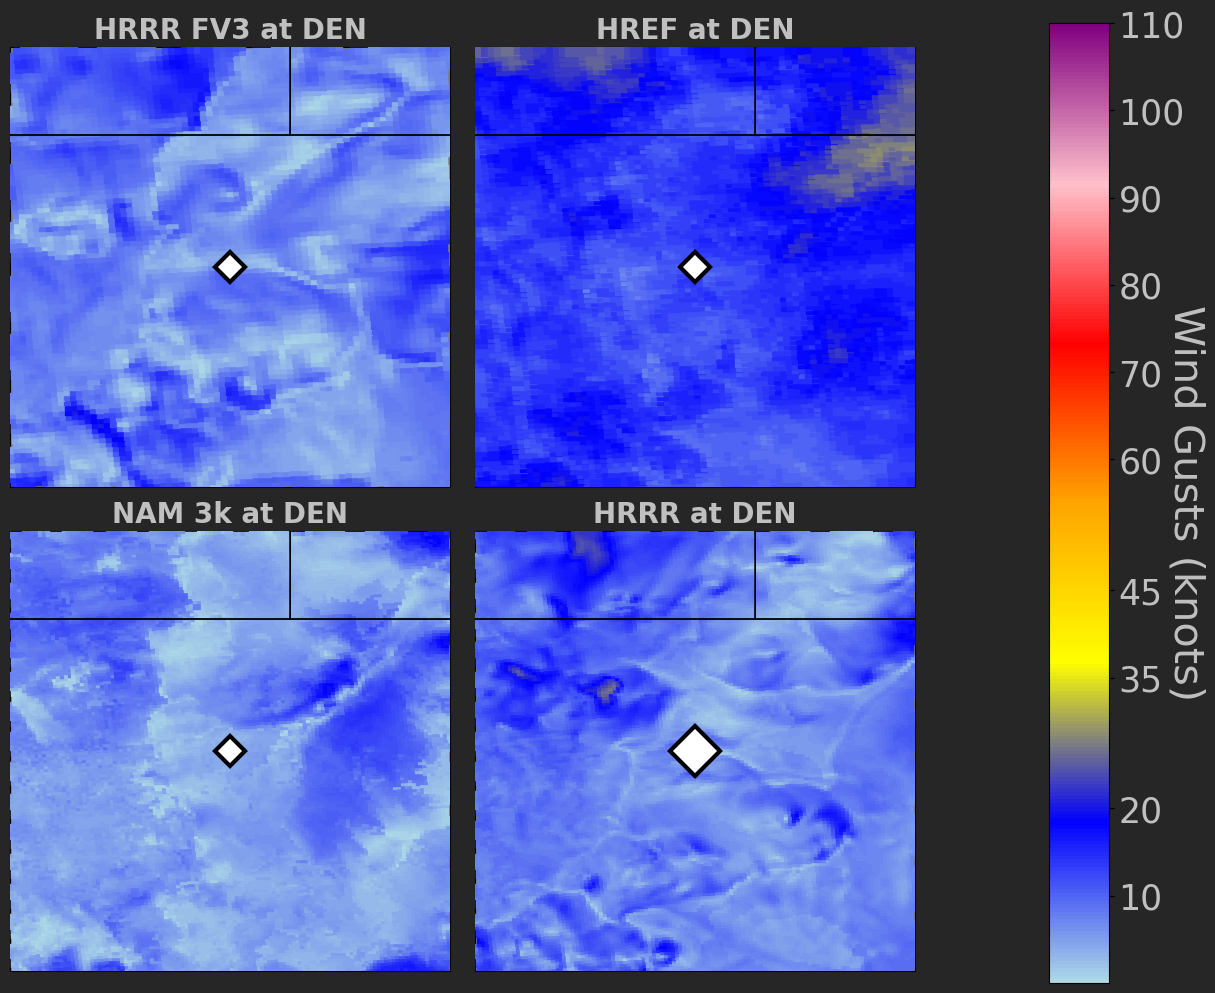 HRRR FV3 at DEN
HREF at DEN
NAM 3k at DEN
HRRR at DEN
110
100
90
80
70
60
45
35
20
10
Wind Gusts (knots)